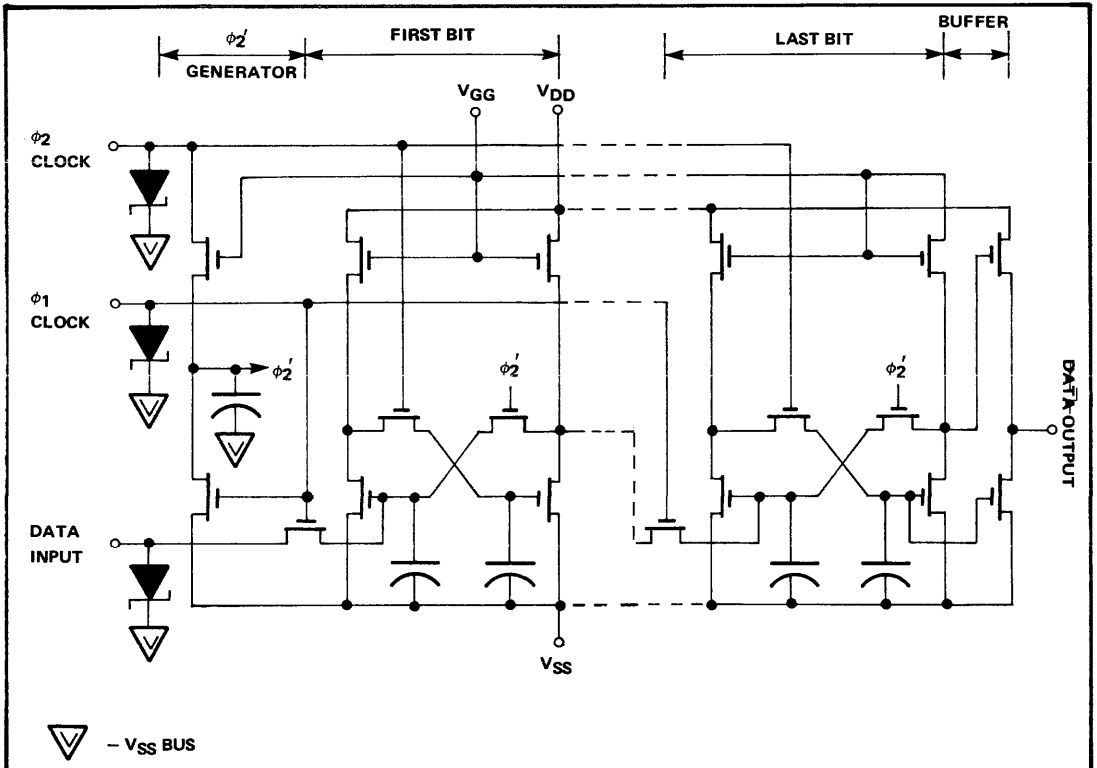 ϕ2′
GENERATOR
FIRST BIT
LAST BIT
BUFFER
VGG
VDD
ϕ2
CLOCK
ϕ1
CLOCK
ϕ2′
ϕ2′
ϕ2′
DATA OUTPUT
DATA
INPUT
VSS
V
V
V
V
V – VSS BUS